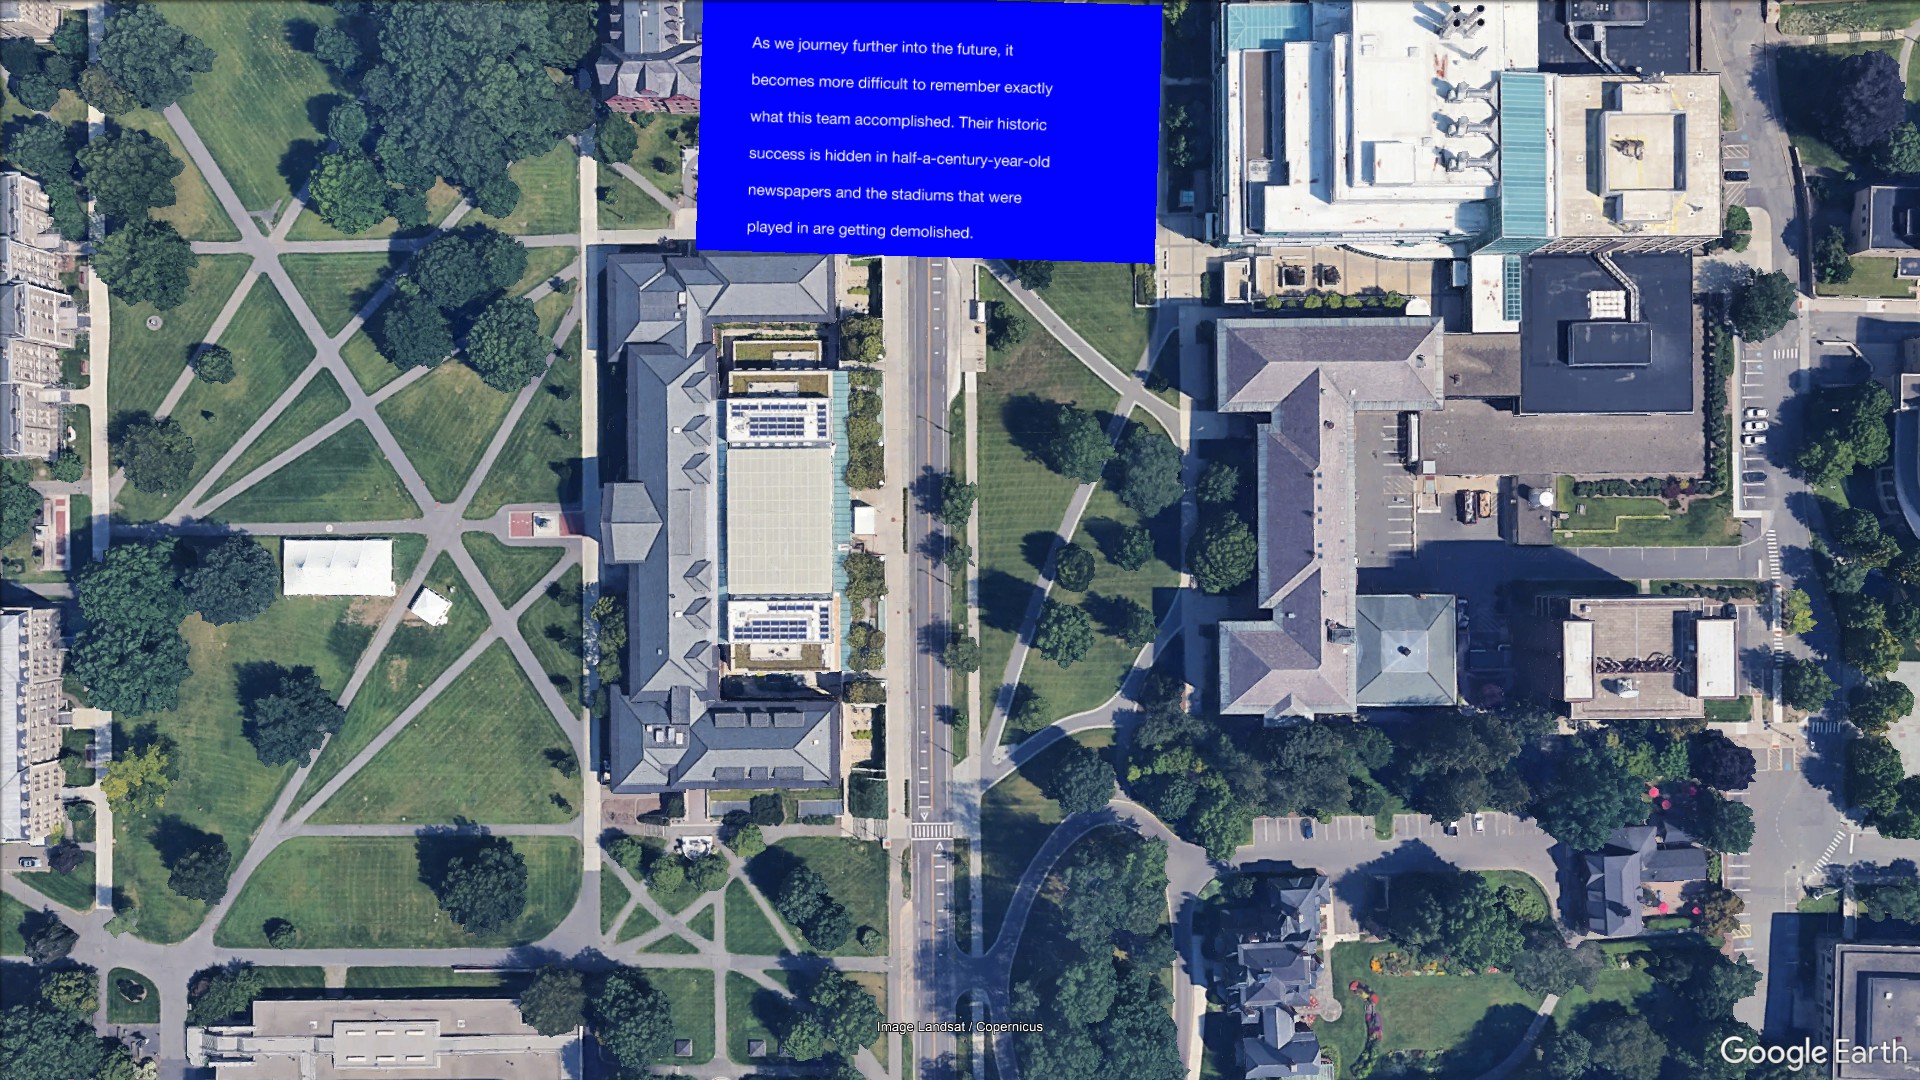 As we journey further into the future, it
becomes more difficult to remember exactly
what this team accomplished. Their historic
success is hidden in half-a-century-year-old
newspapers and the stadiums that were
played in are getting demolished.
Image Landsat / Copernicus
Google Earth